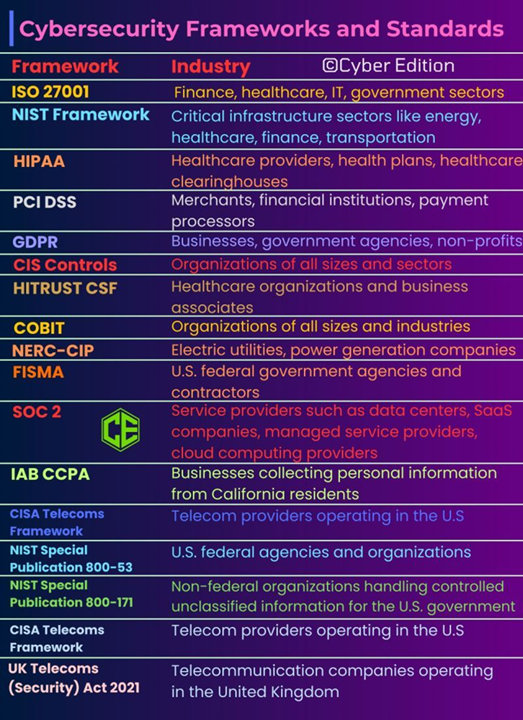 Cybersecurity Frameworks and Standards
Framework Industry ©Cyber Edition
ISO 27001 Finance, healthcare, IT, government sectors
NIST Framework Critical infrastructure sectors like energy,
healthcare, finance, transportation
HIPAA Healthcare providers, health plans, healthcare
clearinghouses
PCI DSS Merchants, financial institutions, payment
processors
GDPR Businesses, government agencies, non-profits
CIS Controls Organizations of all sizes and sectors
HITRUST CSF Healthcare organizations and business
associates
COBIT Organizations of all sizes and industries
NERC-CIP Electric utilities, power generation companies
FISMA U.S. federal government agencies and
contractors
SOC 2 Service providers such as data centers, SaaS
CE companies, managed service providers,
cloud computing providers
IAB CCPA Businesses collecting personal information
from California residents
CISA Telecoms Telecom providers operating in the U.S
Framework
NIST Special U.S. federal agencies and organizations
Publication 800-53
NIST Special Non-federal organizations handling controlled
Publication 800-171 unclassified information for the U.S. government
CISA Telecoms Telecom providers operating in the U.S
Framework
UK Telecoms Telecommunication companies operating
(Security) Act 2021 in the United Kingdom